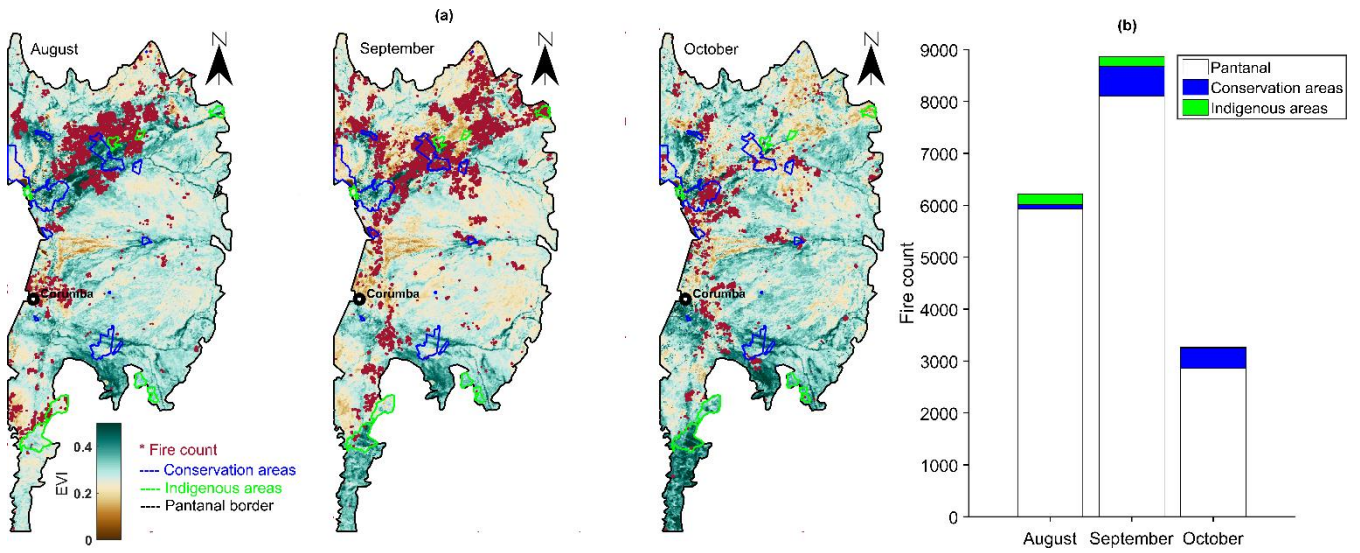 (a)
August
N
September
N
October
N
Corumba
Corumba
Corumba
0.4
0.2
0
EVI
* Fire count
---- Conservation areas
---- Indigenous areas
---- Pantanal border
(b)
9000
8000
7000
6000
5000
4000
3000
2000
1000
0
Fire count
Pantanal
Conservation areas
Indigenous areas
August
September
October